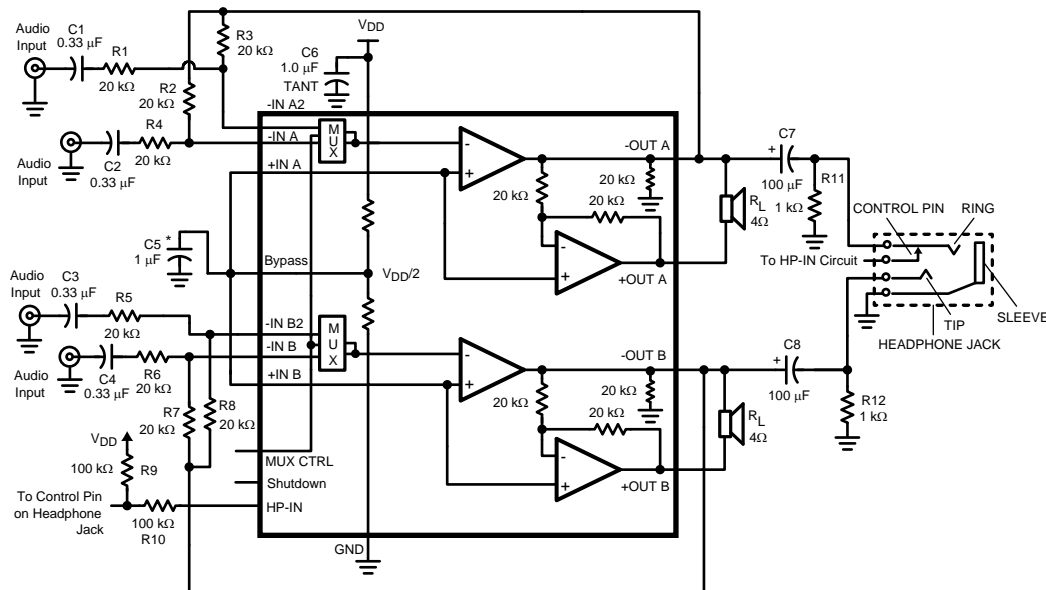 Audio
Input
C1
0.33 µF
R1
20 kΩ
R3
20 kΩ
R2
20 kΩ
VDD
C6
1.0 µF
TANT
Audio
Input
C2
0.33 µF
R4
20 kΩ
-IN A2
-IN A
+IN A
MUX
-
+
-OUT A
20 kΩ
20 kΩ
20 kΩ
-
+
+OUT A
RL
4Ω
C7
+
100 µF
R11
1 kΩ
CONTROL PIN
RING
To HP-IN Circuit
TIP
SLEEVE
HEADPHONE JACK
C5
*
1 µF
Bypass
VDD/2
Audio
Input
C3
0.33 µF
R5
20 kΩ
Audio
Input
C4
0.33 µF
R6
20 kΩ
R7
20 kΩ
R8
20 kΩ
-IN B2
-IN B
+IN B
MUX
-
+
-OUT B
20 kΩ
20 kΩ
20 kΩ
-
+
+OUT B
RL
4Ω
C8
+
100 µF
R12
1 kΩ
VDD
100 kΩ
R9
To Control Pin
on Headphone
Jack
100 kΩ
R10
MUX CTRL
Shutdown
HP-IN
GND